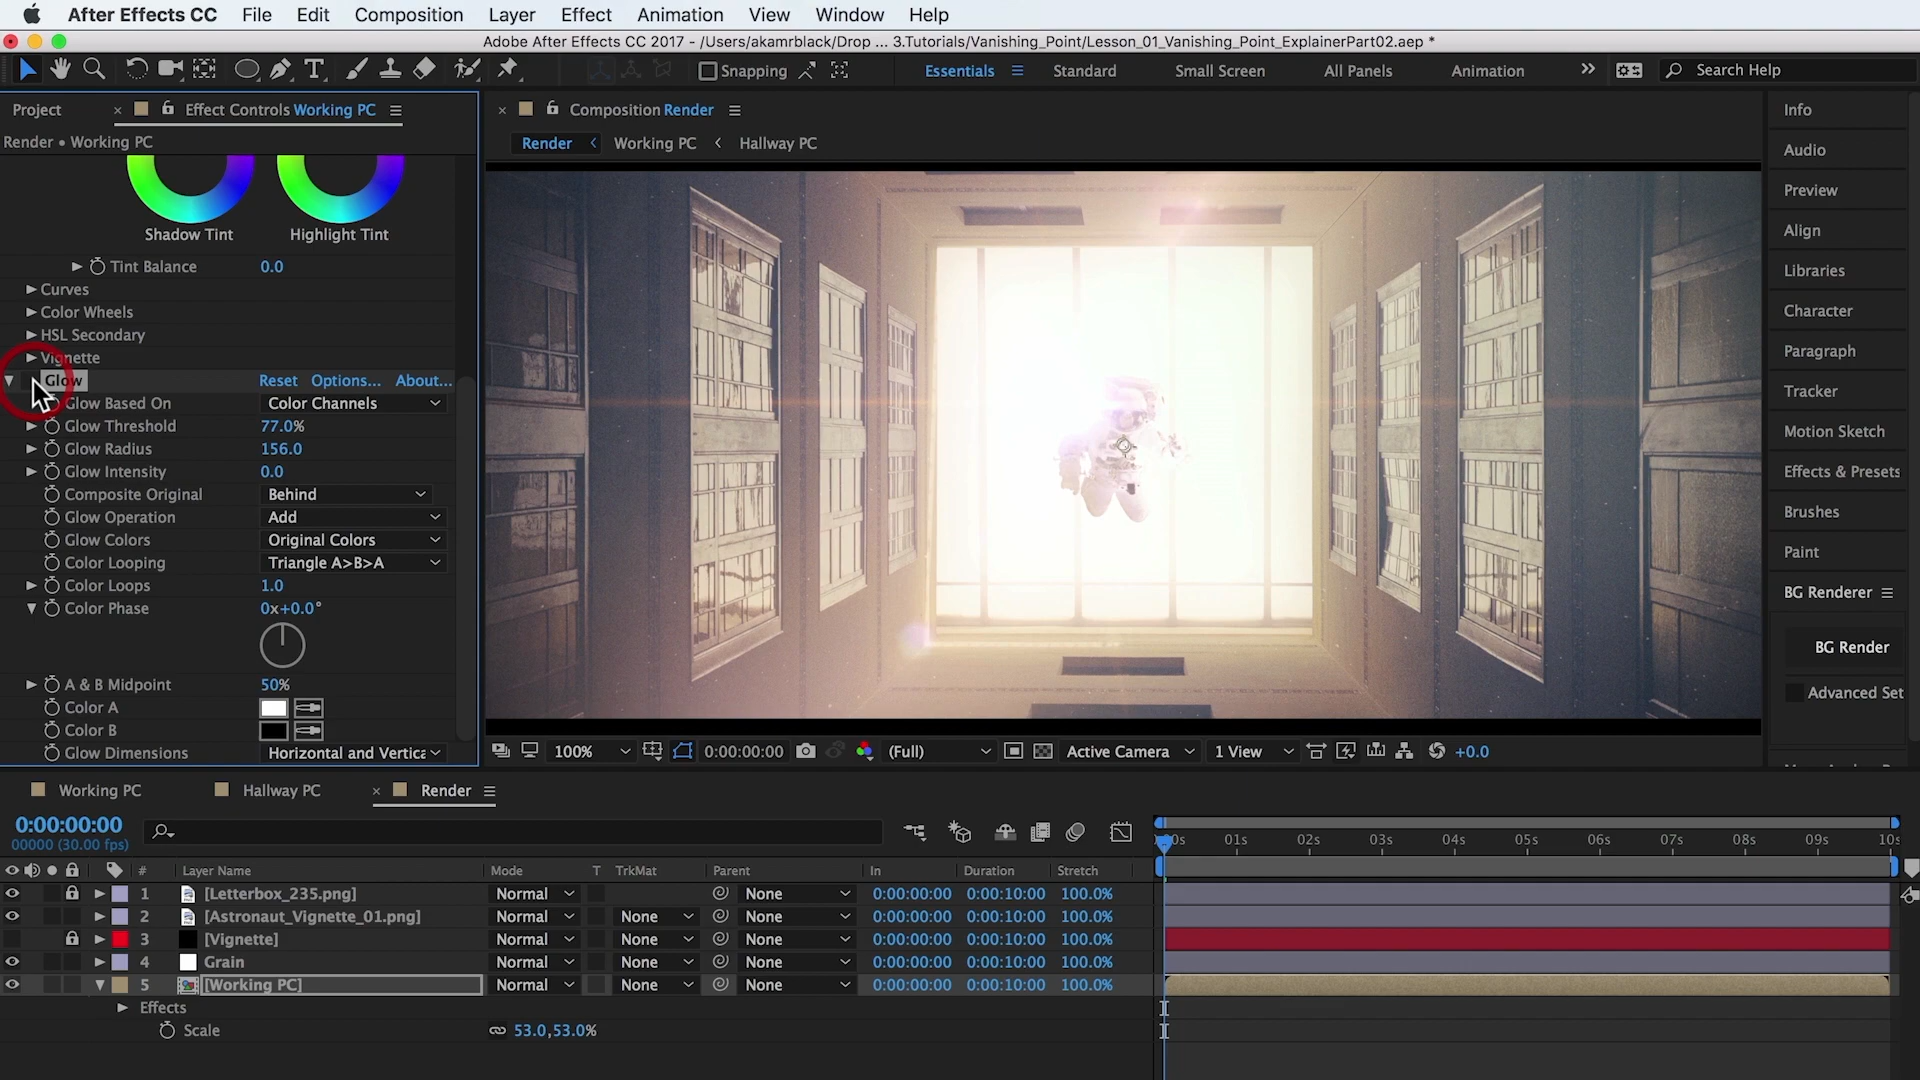 After Effects CC File Edit Composition Layer Effect Animation View Window Help
Adobe After Effects CC 2017 - /Users/akamrblack/Drop ... 3.Tutorials/Vanishing_Point/Lesson_01_Vanishing_Point_ExplainerPart02.aep *
Snapping Essentials Standard Small Screen All Panels Animation Search Help
Project × Effect Controls Working PC
× Composition Render
Render • Working PC
Render Working PC Hallway PC
Shadow Tint Highlight Tint
Tint Balance 0.0
Curves
Color Wheels
HSL Secondary
Vignette
Glow Reset Options... About...
Glow Based On Color Channels
Glow Threshold 77.0%
Glow Radius 156.0
Glow Intensity 0.0
Composite Original Behind
Glow Operation Add
Glow Colors Original Colors
Color Looping Triangle A>B>A
Color Loops 1.0
Color Phase 0x+0.0°
A & B Midpoint 50%
Color A
Color B
Glow Dimensions Horizontal and Vertica
100% 0:00:00:00 (Full) Active Camera 1 View +0.0
Info
Audio
Preview
Align
Libraries
Character
Paragraph
Tracker
Motion Sketch
Effects & Presets
Brushes
Paint
BG Renderer
BG Render
Advanced Set
Working PC Hallway PC × Render
0:00:00:00
00000 (30.00 fps)
01s 02s 03s 04s 05s 06s 07s 08s 09s 10s
# Layer Name Mode T TrkMat Parent In Duration Stretch
1 [Letterbox_235.png] Normal None 0:00:00:00 0:00:10:00 100.0%
2 [Astronaut_Vignette_01.png] Normal None None 0:00:00:00 0:00:10:00 100.0%
3 [Vignette] Normal None None 0:00:00:00 0:00:10:00 100.0%
4 Grain Normal None None 0:00:00:00 0:00:10:00 100.0%
5 [Working PC] Normal None None 0:00:00:00 0:00:10:00 100.0%
Effects
Scale 53.0,53.0%